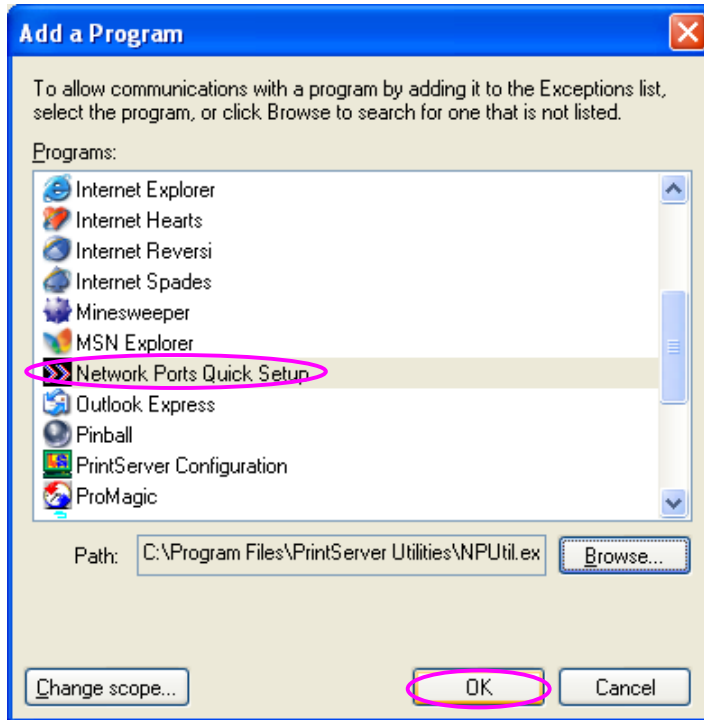 Add a Program
To allow communications with a program by adding it to the Exceptions list,
select the program, or click Browse to search for one that is not listed.
Programs:
Internet Explorer
Internet Hearts
Internet Reversi
Internet Spades
Minesweeper
MSN Explorer
Network Ports Quick Setup
Outlook Express
Pinball
PrintServer Configuration
ProMagic
Path: C:\Program Files\PrintServer Utilities\NPUtil.ex Browse...
Change scope... OK Cancel